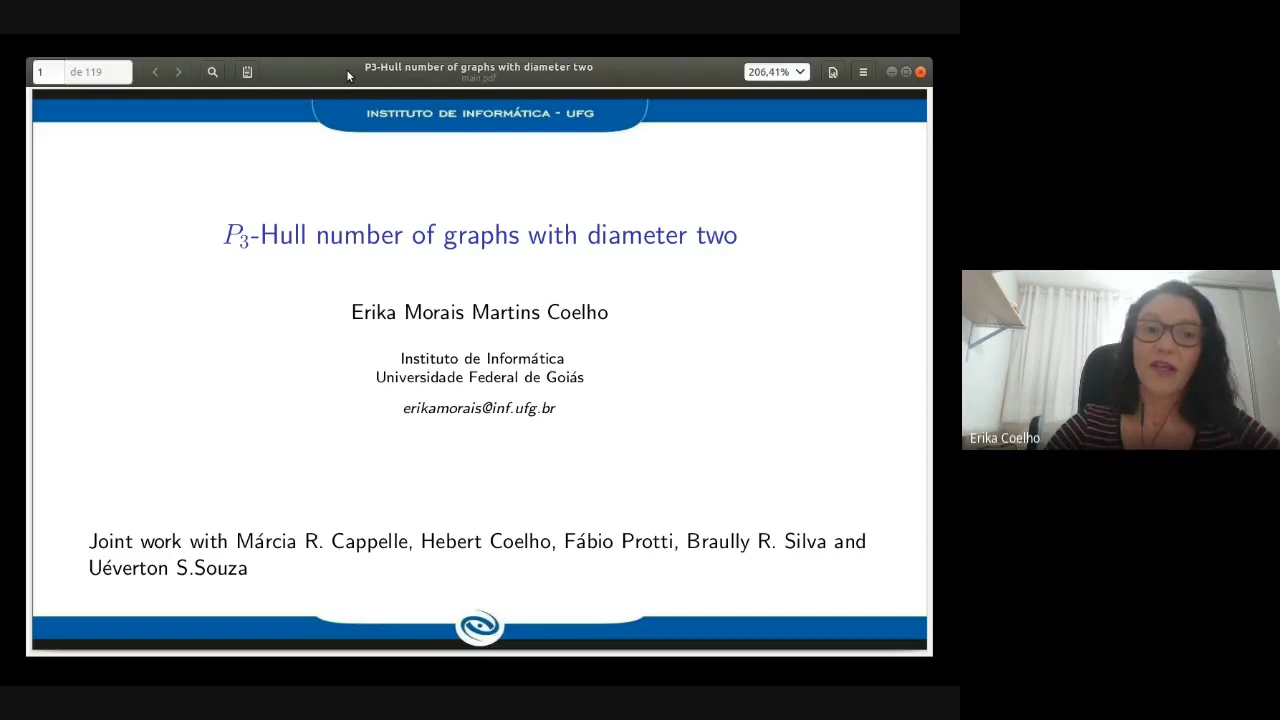 1 de 119
P3-Hull number of graphs with diameter two
main.pdf
206,41%
INSTITUTO DE INFORMÁTICA - UFG
P₃-Hull number of graphs with diameter two
Erika Morais Martins Coelho
Instituto de Informática
Universidade Federal de Goiás
erikamorais@inf.ufg.br
Joint work with Márcia R. Cappelle, Hebert Coelho, Fábio Protti, Braully R. Silva and
Uéverton S.Souza
Erika Coelho